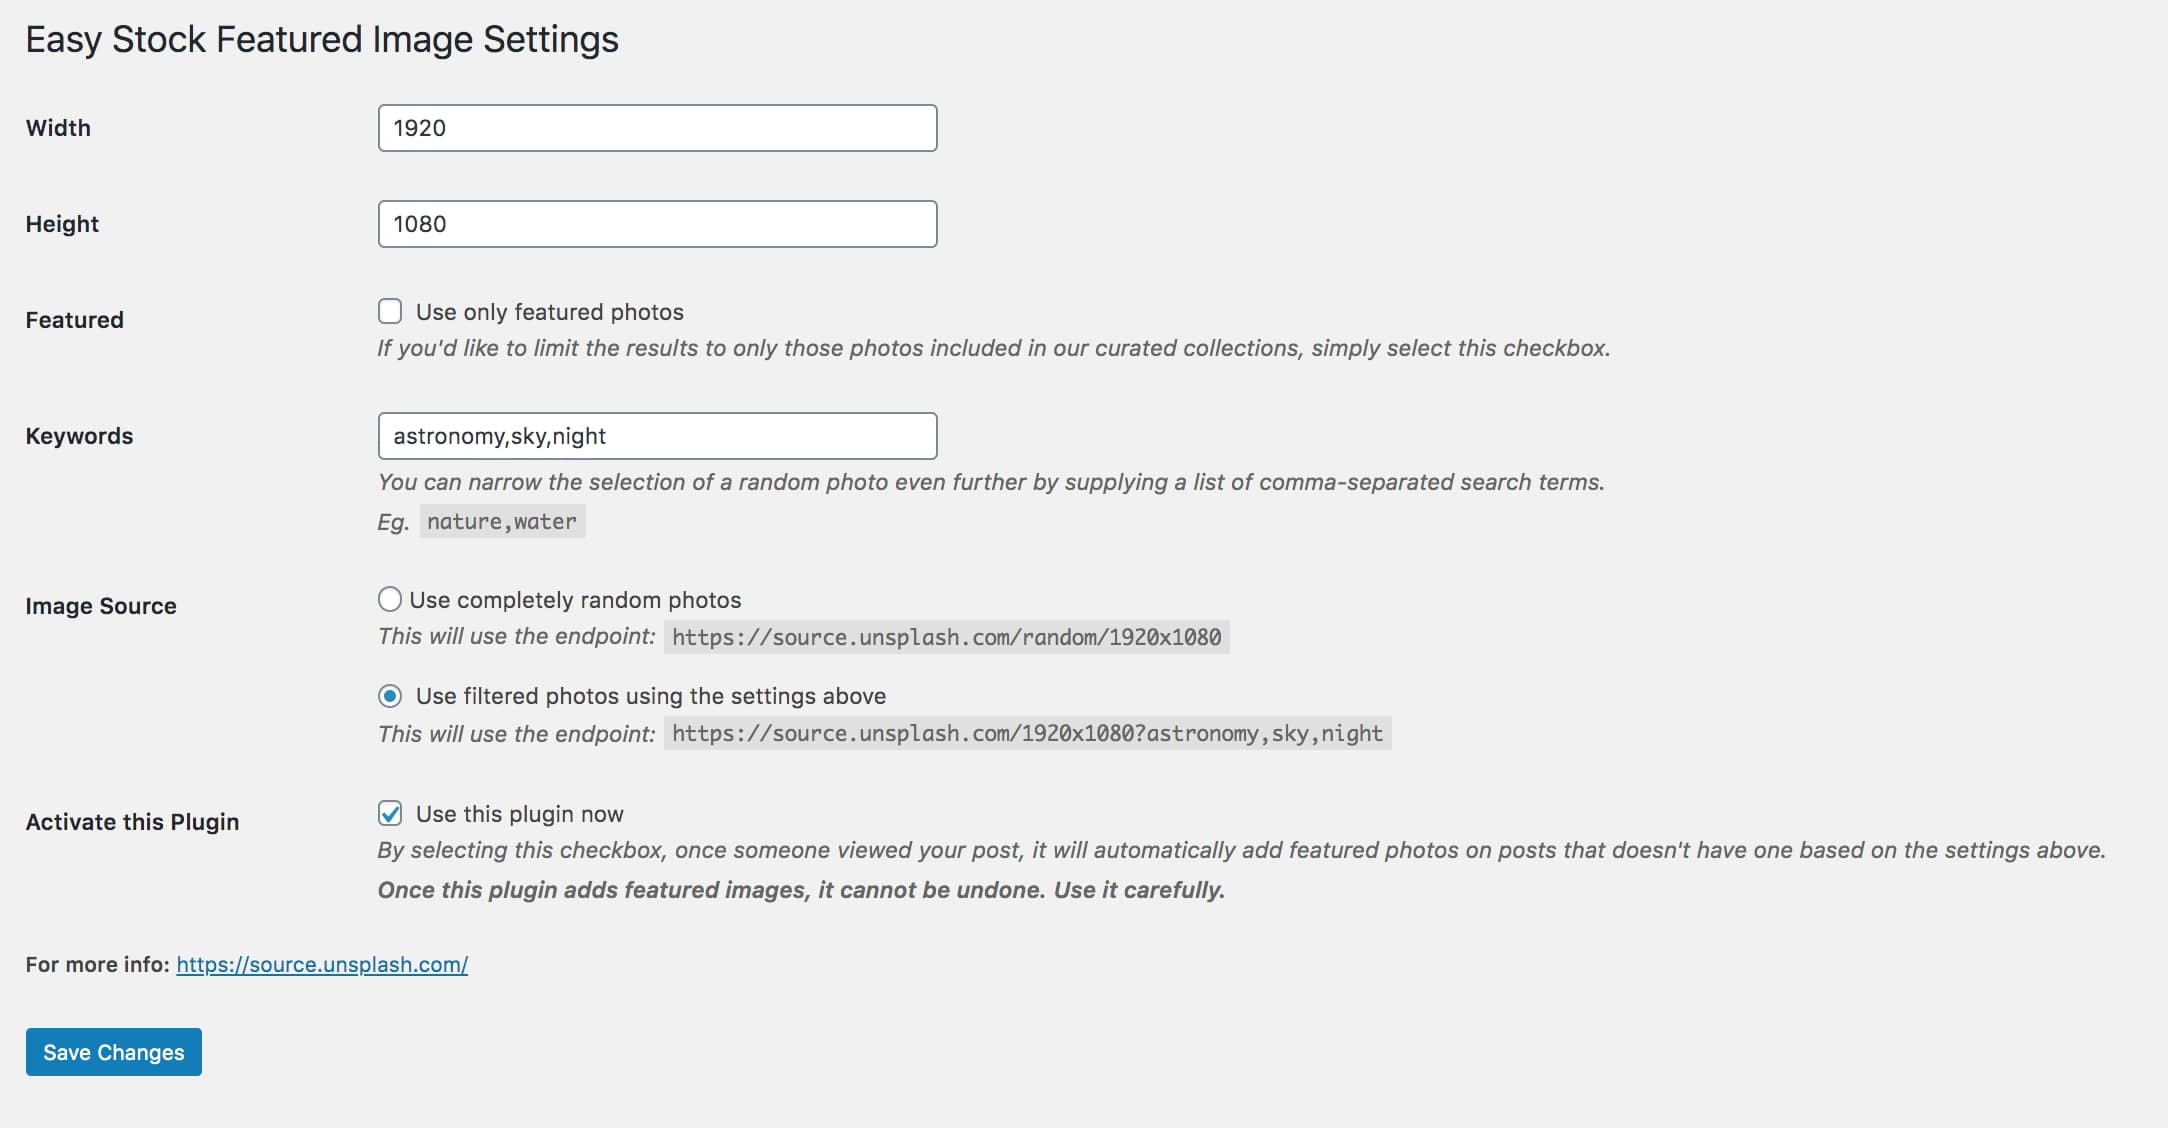 Easy Stock Featured Image Settings
Width
1920
Height
1080
Featured
Use only featured photos
If you'd like to limit the results to only those photos included in our curated collections, simply select this checkbox.
Keywords
astronomy,sky,night
You can narrow the selection of a random photo even further by supplying a list of comma-separated search terms.
Eg. nature,water
Image Source
Use completely random photos
This will use the endpoint: https://source.unsplash.com/random/1920x1080
Use filtered photos using the settings above
This will use the endpoint: https://source.unsplash.com/1920x1080?astronomy,sky,night
Activate this Plugin
Use this plugin now
By selecting this checkbox, once someone viewed your post, it will automatically add featured photos on posts that doesn't have one based on the settings above.
Once this plugin adds featured images, it cannot be undone. Use it carefully.
For more info: https://source.unsplash.com/
Save Changes